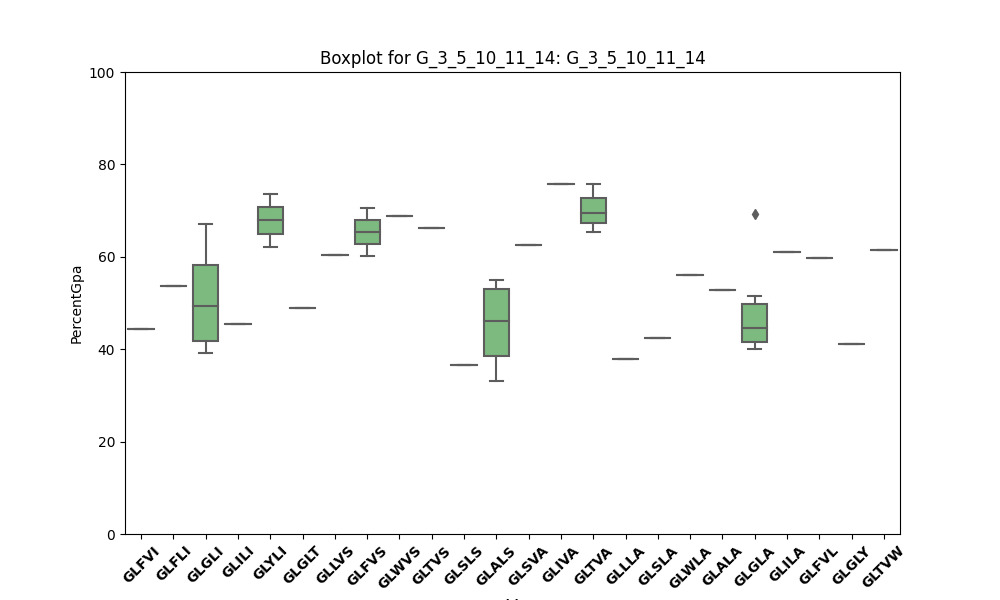 Boxplot for G_3_5_10_11_14: G_3_5_10_11_14
100
80
60
40
20
0
PercentGpa
GLFVI GLFLI GLGLI GLILI GLYLI GLGLT GLLVS GLFVS GLWVS GLTVS GLSLS GLALS GLSVA GLIVA GLTVA GLLLA GLSLA GLWLA GLALA GLGLA GLILA GLFVL GLGLY GLTVW